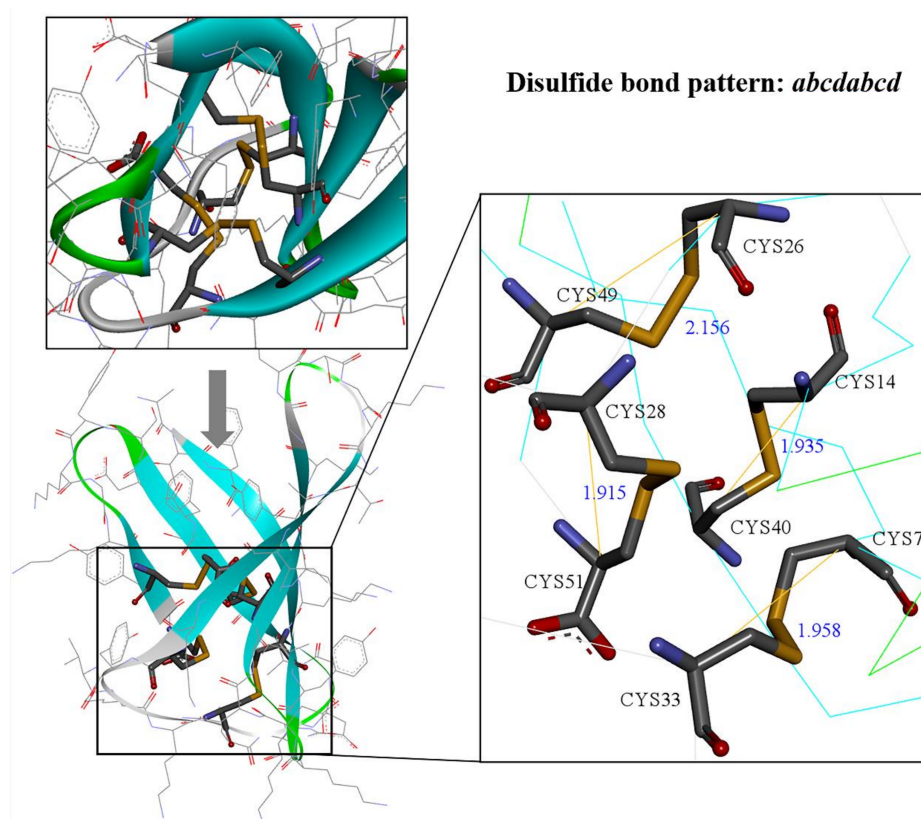 Disulfide bond pattern: abcdabcd
CYS26
CYS49
2.156
CYS14
CYS28
1.935
1.915
CYS40
CYS7
CYS51
1.958
CYS33